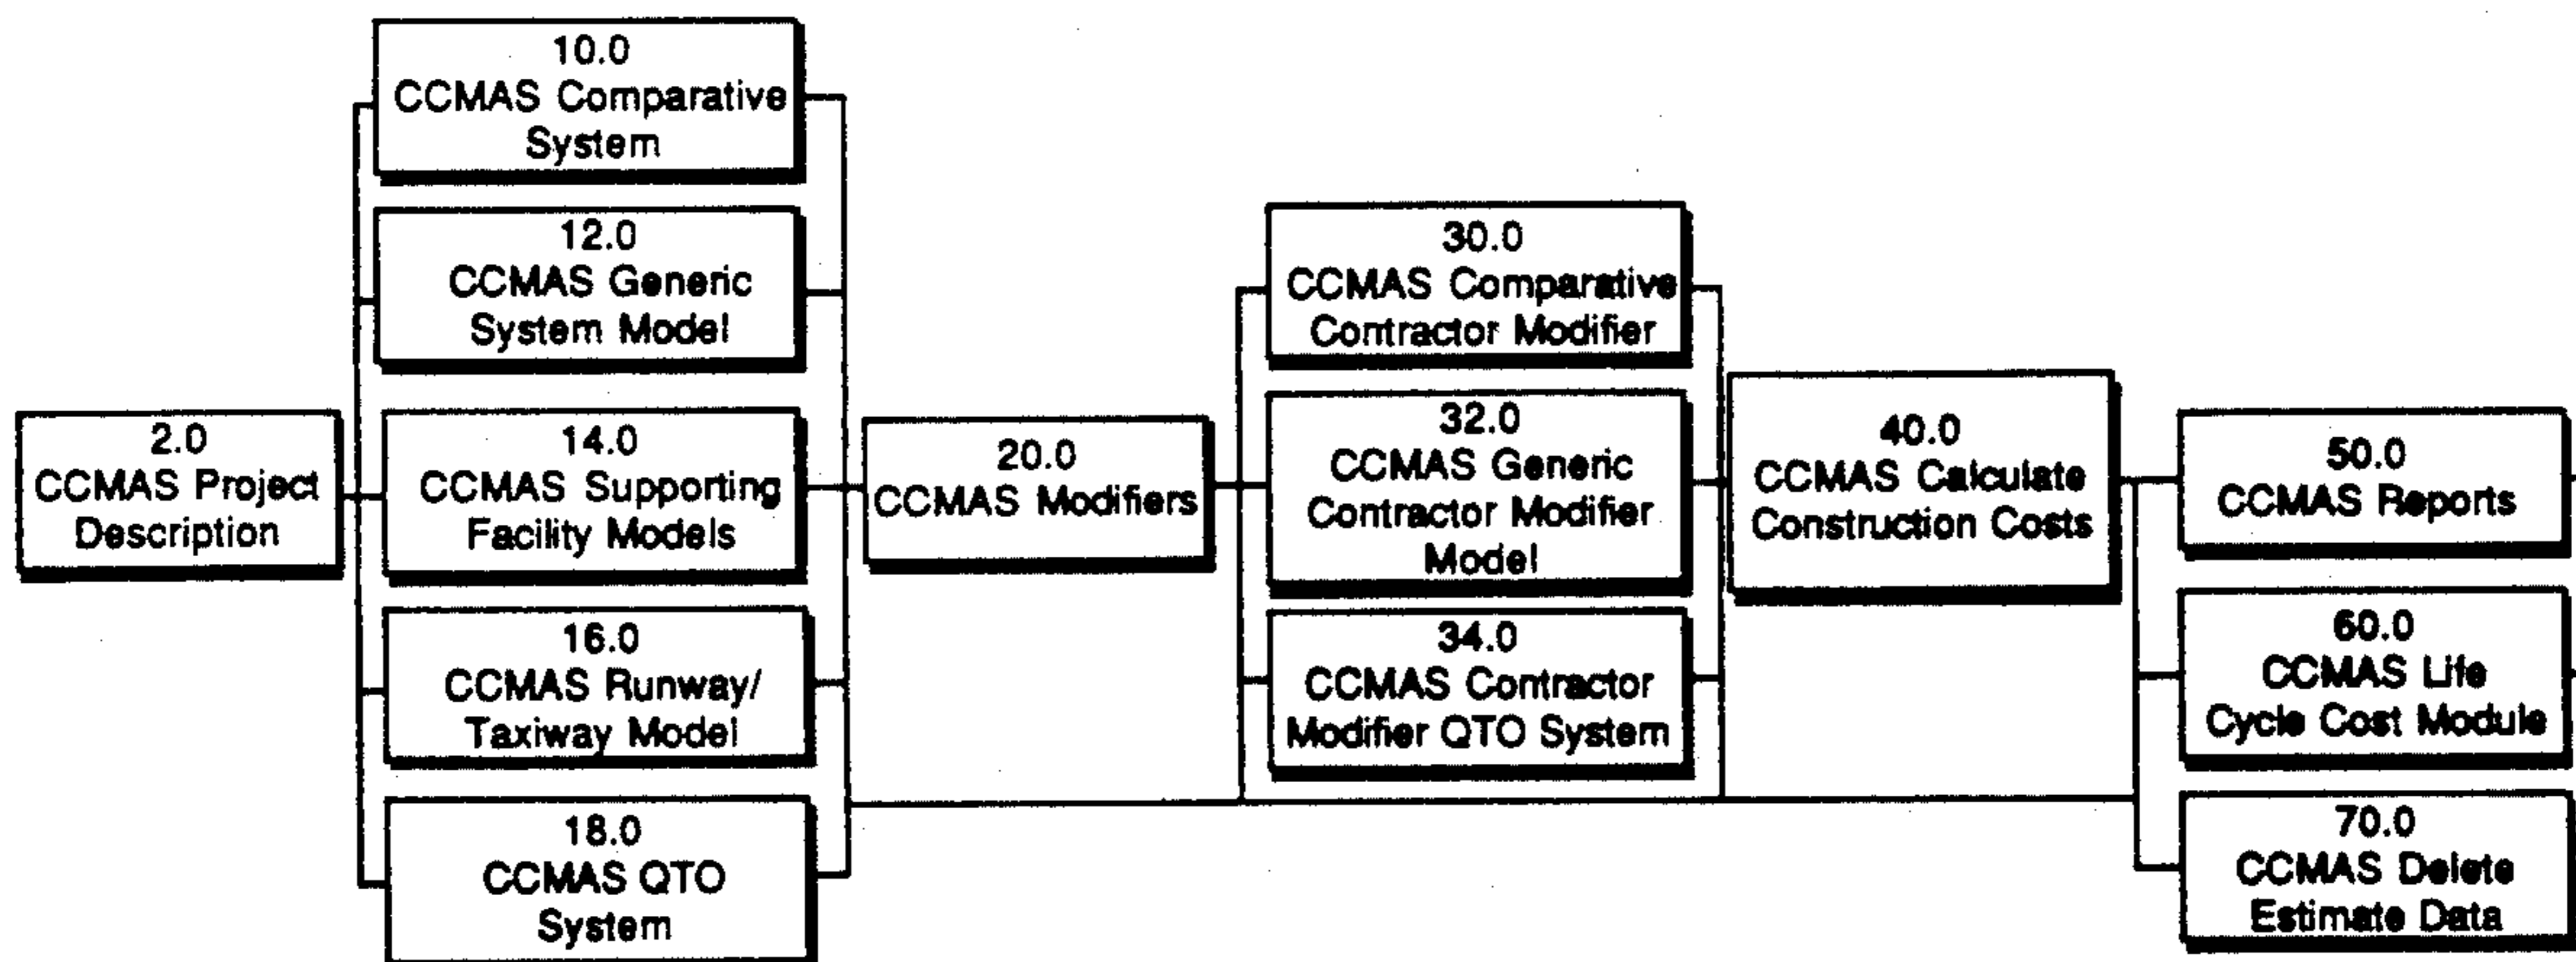 10.0
CCMAS Comparative
System
12.0
CCMAS Generic
System Model
2.0
CCMAS Project
Description
14.0
CCMAS Supporting
Facility Models
16.0
CCMAS Runway/
Taxiway Model
18.0
CCMAS QTO
System
20.0
CCMAS Modifiers
30.0
CCMAS Comparative
Contractor Modifier
32.0
CCMAS Generic
Contractor Modifier
Model
34.0
CCMAS Contractor
Modifier QTO System
40.0
CCMAS Calculate
Construction Costs
50.0
CCMAS Reports
60.0
CCMAS Life
Cycle Cost Module
70.0
CCMAS Delete
Estimate Data